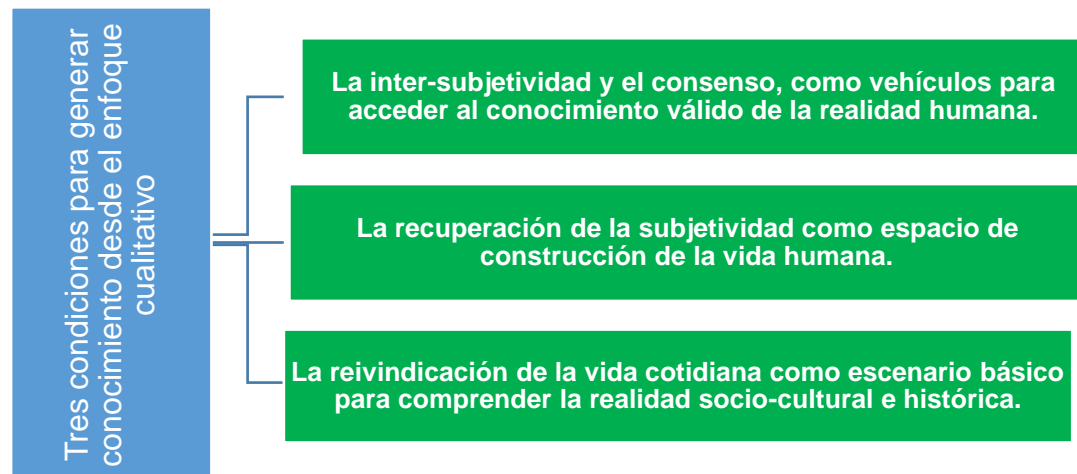 Tres condiciones para generar
conocimiento desde el enfoque
cualitativo
La inter-subjetividad y el consenso, como vehículos para
acceder al conocimiento válido de la realidad humana.
La recuperación de la subjetividad como espacio de
construcción de la vida humana.
La reivindicación de la vida cotidiana como escenario básico
para comprender la realidad socio-cultural e histórica.